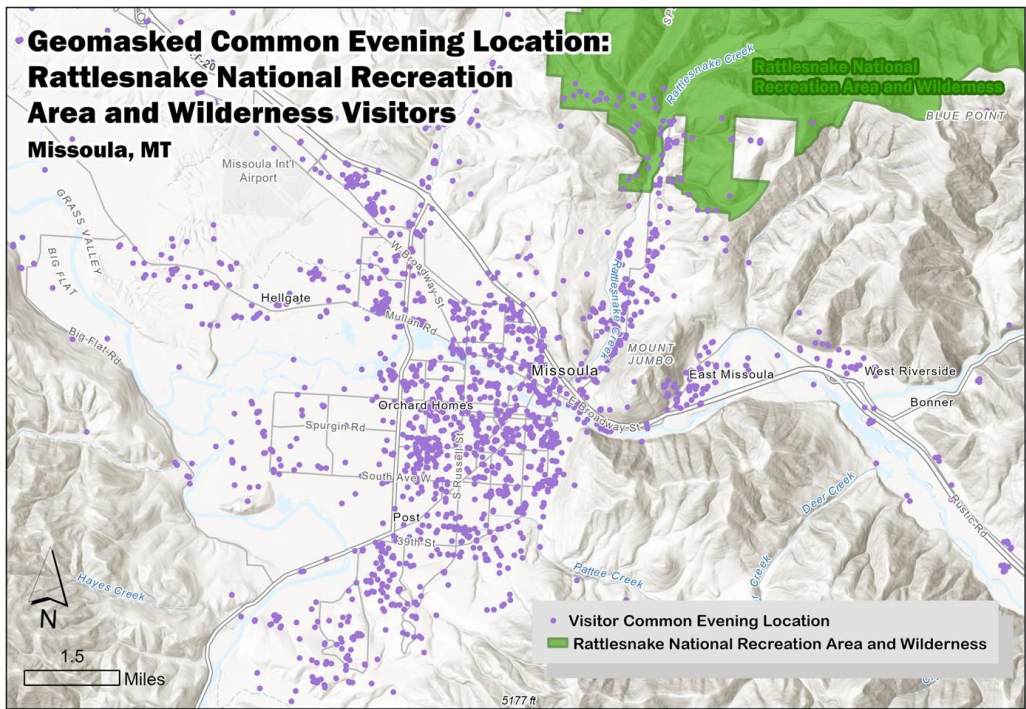 Geomasked Common Evening Location:
Rattlesnake National Recreation
Area and Wilderness Visitors
Missoula, MT
Rattlesnake Creek
Rattlesnake National
Recreation Area and Wilderness
BLUE POINT
Missoula Int'l
Airport
GRASS VALLEY
BIG FLAT
W Broadway St
Hellgate
Mullan Rd
Big Flat Rd
Rattlesnake Creek
MOUNT
JUMBO
Missoula
East Missoula
West Riverside
Bonner
Orchard Homes
E Broadway St
Spurgin Rd
S Russell St
South Ave W
Post
39th St
Deer Creek
Rustic Rd
Pattee Creek
Hayes Creek
N
1.5
Miles
Visitor Common Evening Location
Rattlesnake National Recreation Area and Wilderness
5177 ft